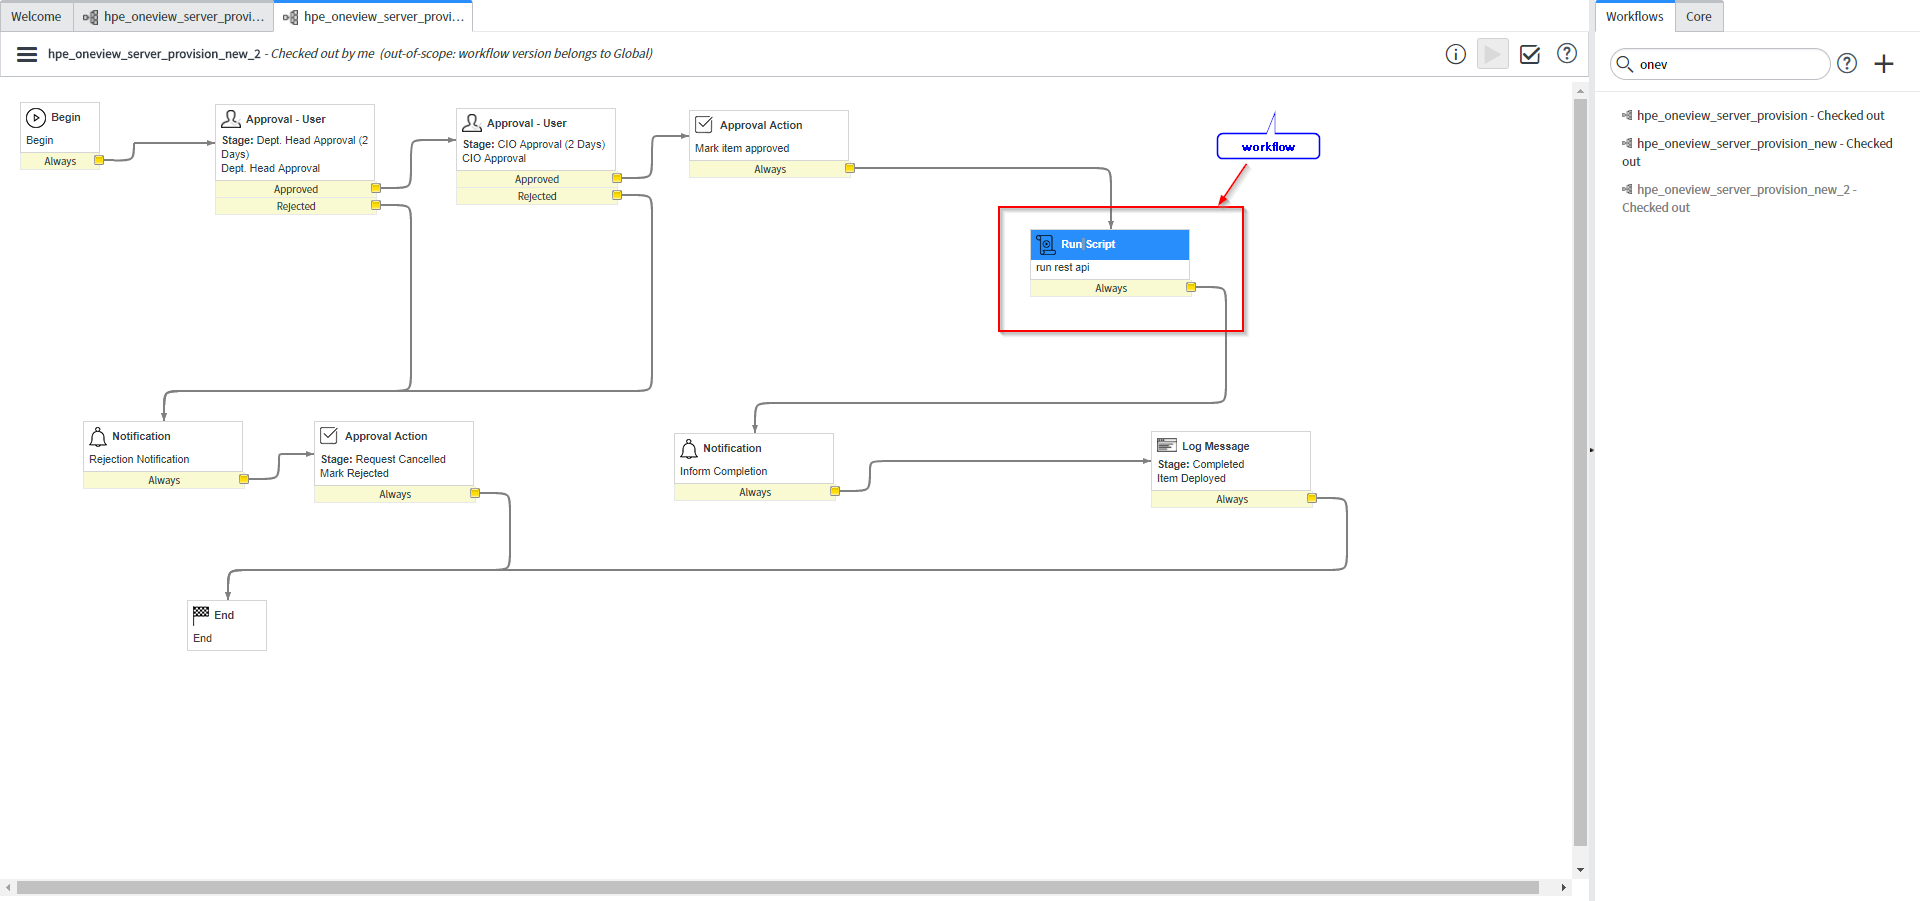 Welcome
hpe_oneview_server_provi...
hpe_oneview_server_provi...
Workflows
Core
hpe_oneview_server_provision_new_2 - Checked out by me (out-of-scope: workflow version belongs to Global)
onev
hpe_oneview_server_provision - Checked out
hpe_oneview_server_provision_new - Checked
out
hpe_oneview_server_provision_new_2 -
Checked out
Begin
Begin
Always
Approval - User
Stage: Dept. Head Approval (2
Days)
Dept. Head Approval
Approved
Rejected
Approval - User
Stage: CIO Approval (2 Days)
CIO Approval
Approved
Rejected
Approval Action
Mark item approved
Always
workflow
Run Script
run rest api
Always
Notification
Rejection Notification
Always
Approval Action
Stage: Request Cancelled
Mark Rejected
Always
Notification
Inform Completion
Always
Log Message
Stage: Completed
Item Deployed
Always
End
End